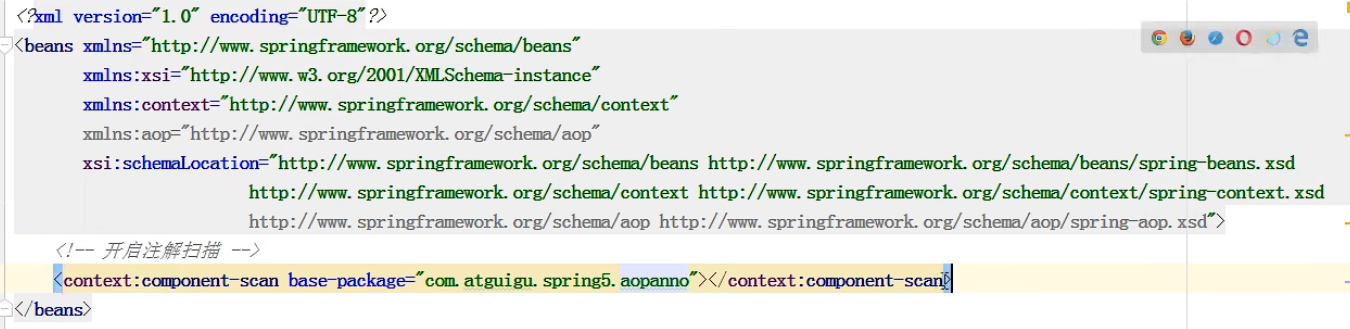 <?xml version="1.0" encoding="UTF-8"?>
<beans xmlns="http://www.springframework.org/schema/beans"
xmlns:xsi="http://www.w3.org/2001/XMLSchema-instance"
xmlns:context="http://www.springframework.org/schema/context"
xmlns:aop="http://www.springframework.org/schema/aop"
xsi:schemaLocation="http://www.springframework.org/schema/beans http://www.springframework.org/schema/beans/spring-beans.xsd
http://www.springframework.org/schema/context http://www.springframework.org/schema/context/spring-context.xsd
http://www.springframework.org/schema/aop http://www.springframework.org/schema/aop/spring-aop.xsd">
<!-- 开启注解扫描 -->
<context:component-scan base-package="com.atguigu.spring5.aopanno"></context:component-scan>
</beans>